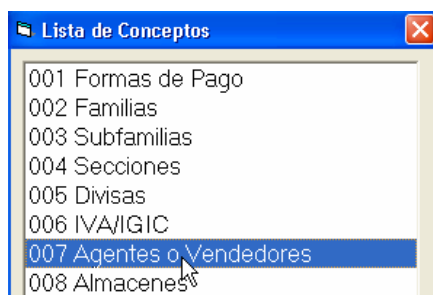 Lista de Conceptos
001 Formas de Pago
002 Familias
003 Subfamilias
004 Secciones
005 Divisas
006 IVA/IGIC
007 Agentes o Vendedores
008 Almacenes